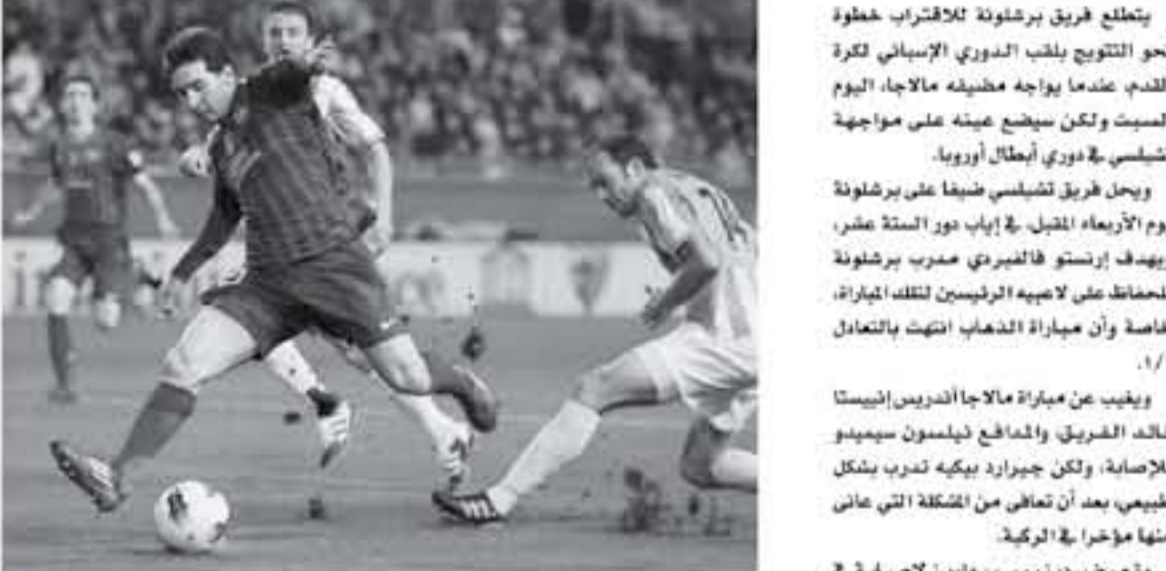 يتطلع فريق برشلونة للاقتراب خطوة
نحو التتويج بلقب الدوري الإسباني لكرة
القدم، عندما يواجه مضيفه مالاجا، اليوم
السبت ولكن سيضع عينه على مواجهة
تشيلسي في دوري أبطال أوروبا.
ويحل فريق تشيلسي ضيفا على برشلونة
يوم الأربعاء المقبل، في إياب دور الستة عشر،
ويهدف إرنستو فالفيردي مدرب برشلونة
للحفاظ على لاعبيه الرئيسين لتلك المباراة،
خاصة وأن مباراة الذهاب انتهت بالتعادل
/١.
ويغيب عن مباراة مالاجا أندريس إنييستا
قائد الفريق، والمدافع نيلسون سيميدو
للإصابة، ولكن جيرارد بيكيه تدرب بشكل
طبيعي، بعد أن تعافى من المشكلة التي عانى
منها مؤخرا في الركبة.